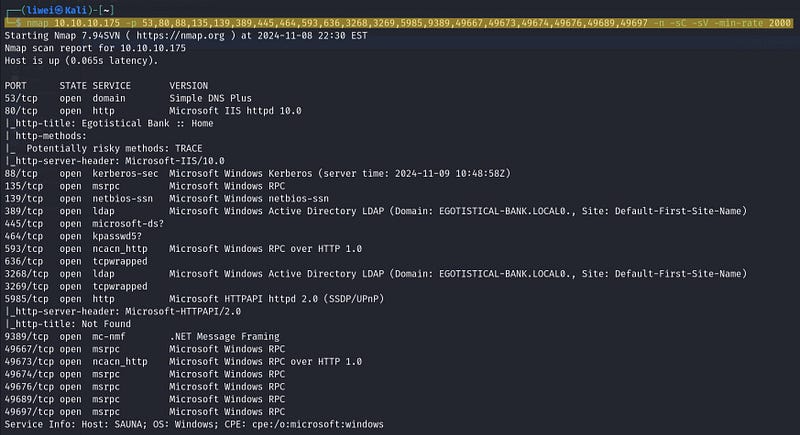 ┌──(liwei㉿Kali)-[~]
└─$ nmap 10.10.10.175 -p 53,80,88,135,139,389,445,464,593,636,3268,3269,5985,9389,49667,49673,49674,49676,49689,49697 -n -sC -sV -min-rate 2000
Starting Nmap 7.94SVN ( https://nmap.org ) at 2024-11-08 22:30 EST
Nmap scan report for 10.10.10.175
Host is up (0.065s latency).

PORT      STATE SERVICE       VERSION
53/tcp    open  domain        Simple DNS Plus
80/tcp    open  http          Microsoft IIS httpd 10.0
|_http-title: Egotistical Bank :: Home
| http-methods:
|_  Potentially risky methods: TRACE
|_http-server-header: Microsoft-IIS/10.0
88/tcp    open  kerberos-sec  Microsoft Windows Kerberos (server time: 2024-11-09 10:48:58Z)
135/tcp   open  msrpc         Microsoft Windows RPC
139/tcp   open  netbios-ssn   Microsoft Windows netbios-ssn
389/tcp   open  ldap          Microsoft Windows Active Directory LDAP (Domain: EGOTISTICAL-BANK.LOCAL0., Site: Default-First-Site-Name)
445/tcp   open  microsoft-ds?
464/tcp   open  kpasswd5?
593/tcp   open  ncacn_http    Microsoft Windows RPC over HTTP 1.0
636/tcp   open  tcpwrapped
3268/tcp  open  ldap          Microsoft Windows Active Directory LDAP (Domain: EGOTISTICAL-BANK.LOCAL0., Site: Default-First-Site-Name)
3269/tcp  open  tcpwrapped
5985/tcp  open  http          Microsoft HTTPAPI httpd 2.0 (SSDP/UPnP)
|_http-server-header: Microsoft-HTTPAPI/2.0
|_http-title: Not Found
9389/tcp  open  mc-nmf        .NET Message Framing
49667/tcp open  msrpc         Microsoft Windows RPC
49673/tcp open  ncacn_http    Microsoft Windows RPC over HTTP 1.0
49674/tcp open  msrpc         Microsoft Windows RPC
49676/tcp open  msrpc         Microsoft Windows RPC
49689/tcp open  msrpc         Microsoft Windows RPC
49697/tcp open  msrpc         Microsoft Windows RPC
Service Info: Host: SAUNA; OS: Windows; CPE: cpe:/o:microsoft:windows